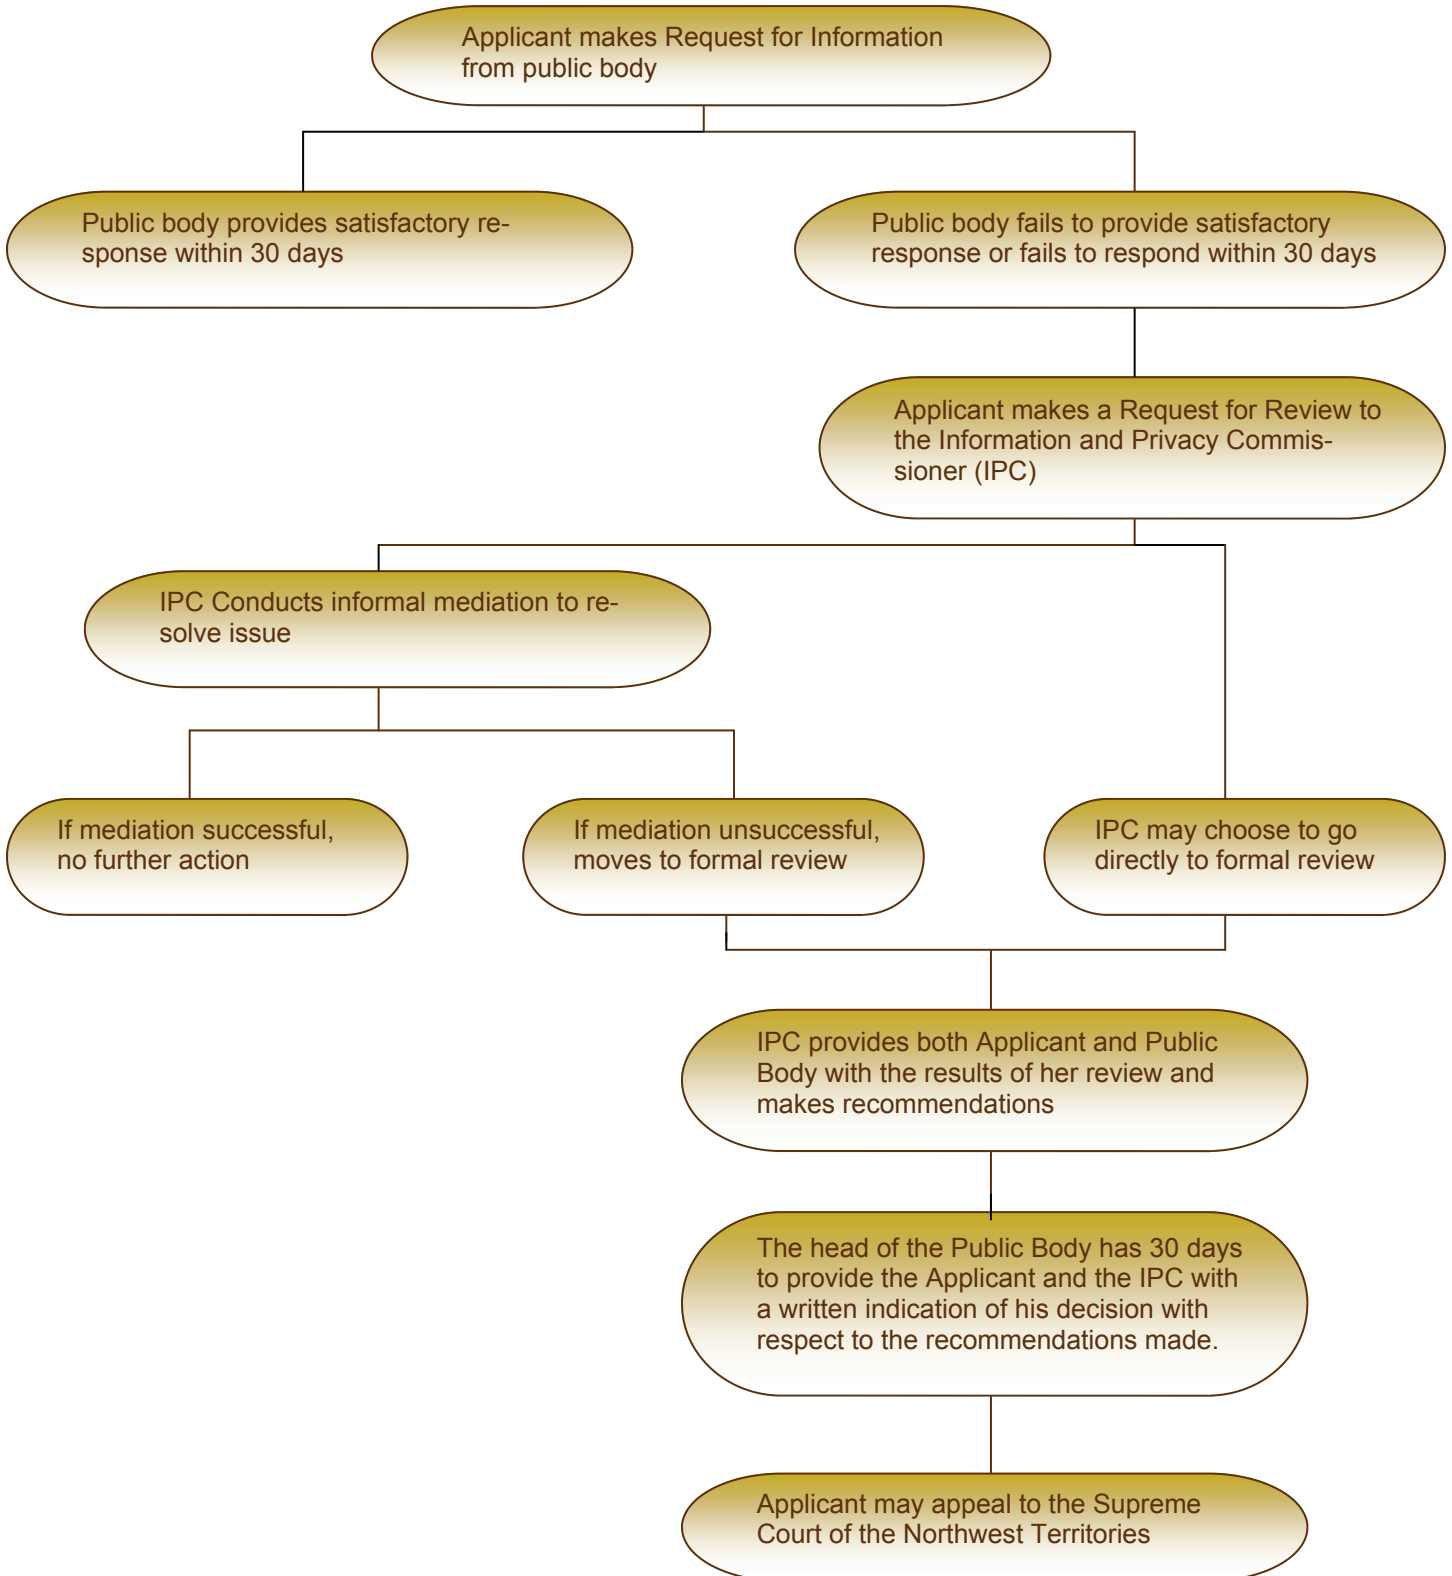 Applicant makes Request for Information
from public body
Public body provides satisfactory re-
sponse within 30 days
Public body fails to provide satisfactory
response or fails to respond within 30 days
Applicant makes a Request for Review to
the Information and Privacy Commis-
sioner (IPC)
IPC Conducts informal mediation to re-
solve issue
If mediation successful,
no further action
If mediation unsuccessful,
moves to formal review
IPC may choose to go
directly to formal review
IPC provides both Applicant and Public
Body with the results of her review and
makes recommendations
The head of the Public Body has 30 days
to provide the Applicant and the IPC with
a written indication of his decision with
respect to the recommendations made.
Applicant may appeal to the Supreme
Court of the Northwest Territories